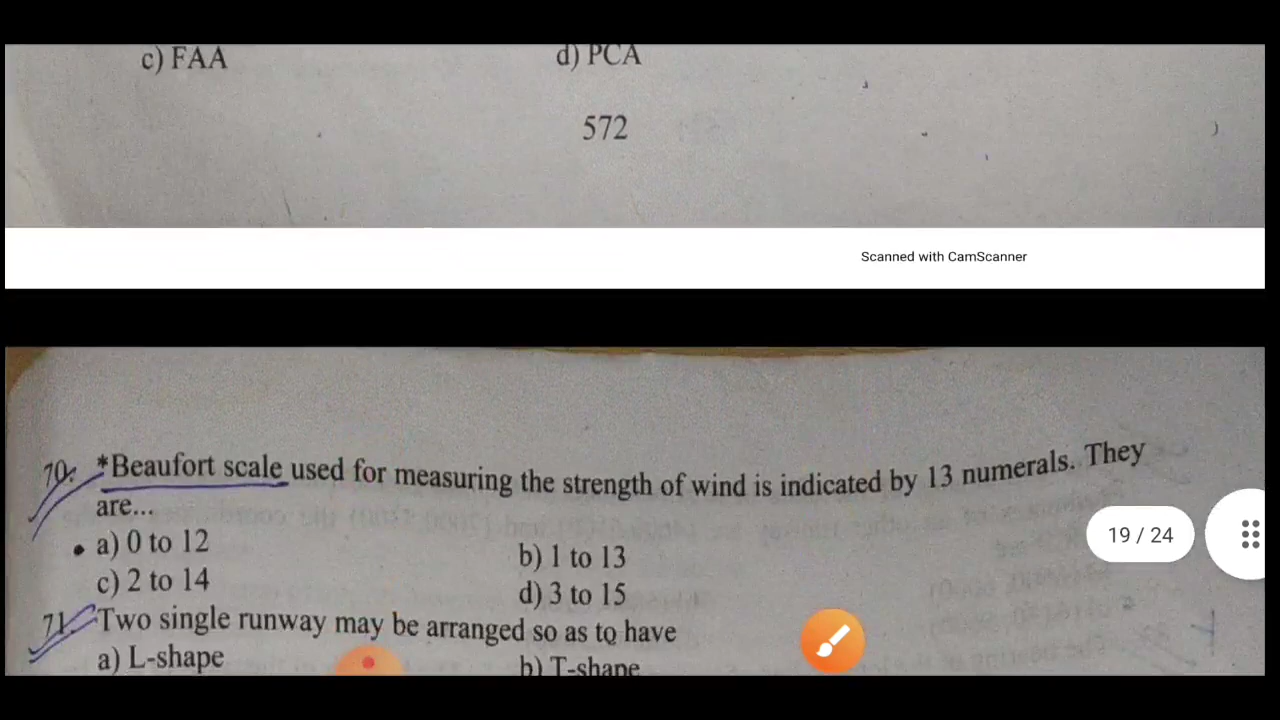 c) FAA d) PCA
572
Scanned with CamScanner
70. *Beaufort scale used for measuring the strength of wind is indicated by 13 numerals. They
are...
a) 0 to 12 b) 1 to 13
19 / 24
c) 2 to 14 d) 3 to 15
71. Two single runway may be arranged so as to have
a) L-shape b) T-shape